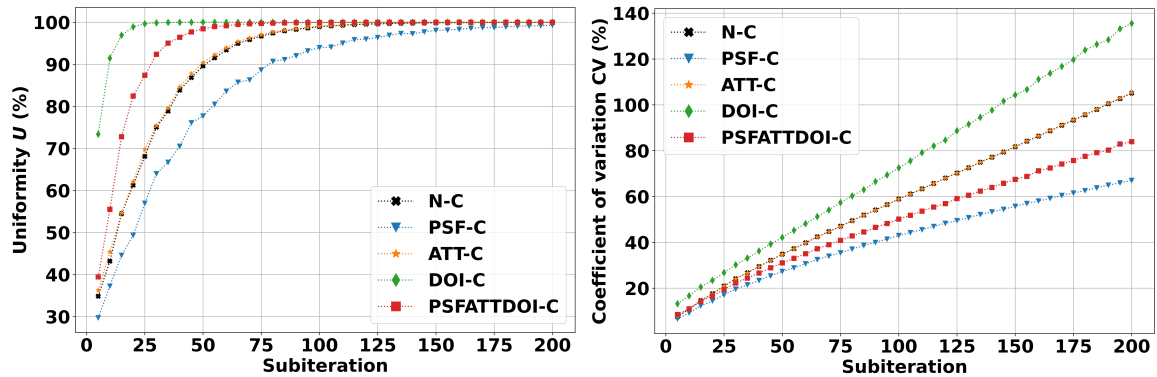 100
90
80
70
60
50
40
30
Uniformity U (%)
0 25 50 75 100 125 150 175 200
Subiteration
N-C
PSF-C
ATT-C
DOI-C
PSFATTDOI-C
140
120
100
80
60
40
20
Coefficient of variation CV (%)
0 25 50 75 100 125 150 175 200
Subiteration
N-C
PSF-C
ATT-C
DOI-C
PSFATTDOI-C